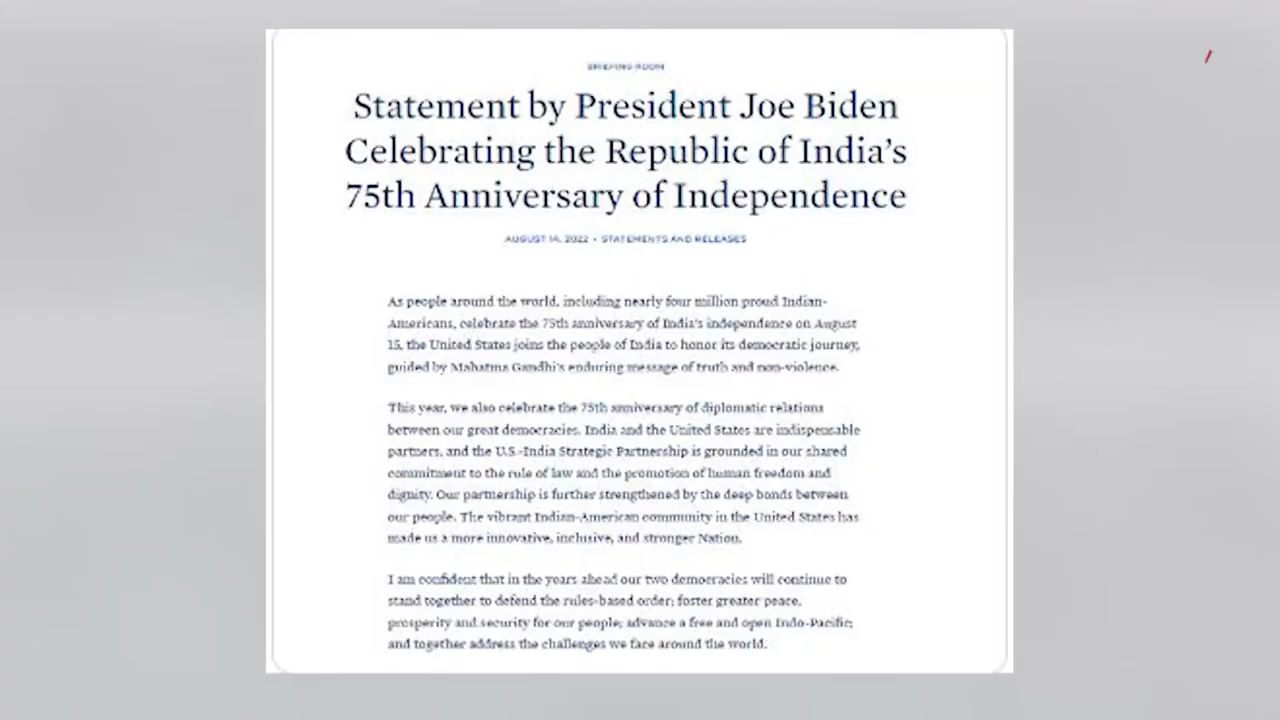 BRIEFING ROOM
Statement by President Joe Biden
Celebrating the Republic of India's
75th Anniversary of Independence
AUGUST 14, 2022 • STATEMENTS AND RELEASES
As people around the world, including nearly four million proud Indian-
Americans, celebrate the 75th anniversary of India's independence on August
15, the United States joins the people of India to honor its democratic journey,
guided by Mahatma Gandhi's enduring message of truth and non-violence.
This year, we also celebrate the 75th anniversary of diplomatic relations
between our great democracies. India and the United States are indispensable
partners, and the U.S.-India Strategic Partnership is grounded in our shared
commitment to the rule of law and the promotion of human freedom and
dignity. Our partnership is further strengthened by the deep bonds between
our people. The vibrant Indian-American community in the United States has
made us a more innovative, inclusive, and stronger Nation.
I am confident that in the years ahead our two democracies will continue to
stand together to defend the rules-based order; foster greater peace,
prosperity and security for our people; advance a free and open Indo-Pacific;
and together address the challenges we face around the world.